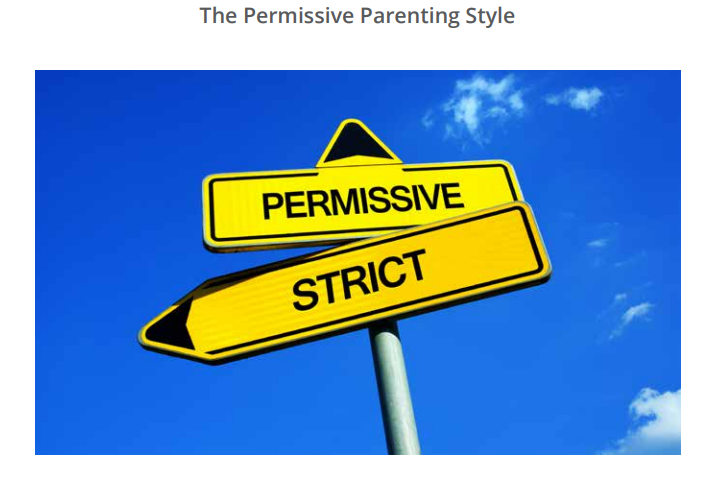 The Permissive Parenting Style
PERMISSIVE
STRICT